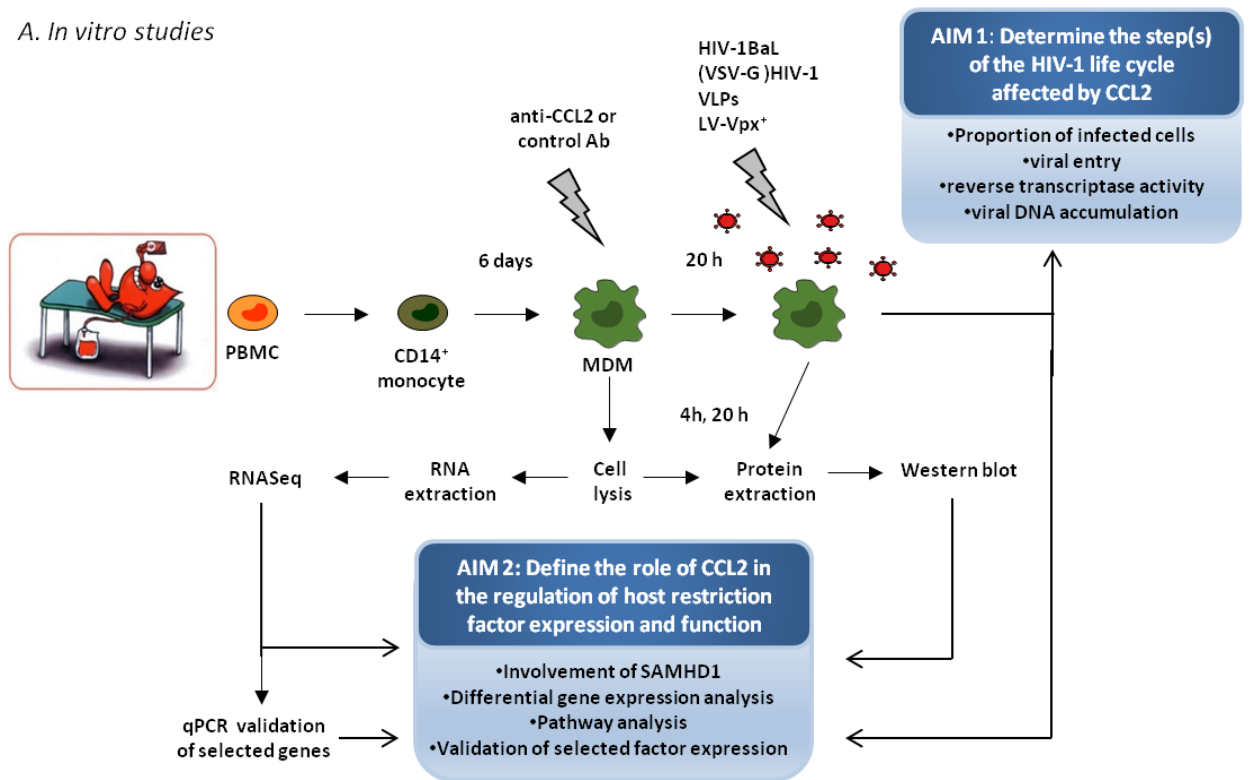 A. In vitro studies
HIV-1BaL
(VSV-G )HIV-1
VLPs
LV-Vpx⁺
anti-CCL2 or
control Ab
6 days
20 h
PBMC
CD14⁺
monocyte
MDM
4h, 20 h
RNASeq
RNA
extraction
Cell
lysis
Protein
extraction
Western blot
qPCR validation
of selected genes
AIM 1: Determine the step(s)
of the HIV-1 life cycle
affected by CCL2
•Proportion of infected cells
•viral entry
•reverse transcriptase activity
•viral DNA accumulation
AIM 2: Define the role of CCL2 in
the regulation of host restriction
factor expression and function
•Involvement of SAMHD1
•Differential gene expression analysis
•Pathway analysis
•Validation of selected factor expression